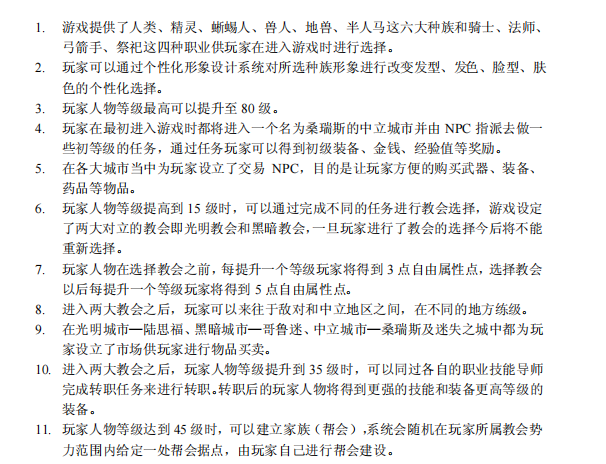 1. 游戏提供了人类、精灵、蜥蜴人、兽人、地兽、半人马这六大种族和骑士、法师、
弓箭手、祭祀这四种职业供玩家在进入游戏时进行选择。
2. 玩家可以通过个性化形象设计系统对所选种族形象进行改变发型、发色、脸型、肤
色的个性化选择。
3. 玩家人物等级最高可以提升至 80 级。
4. 玩家在最初进入游戏时都将进入一个名为桑瑞斯的中立城市并由 NPC 指派去做一
些初等级的任务，通过任务玩家可以得到初级装备、金钱、经验值等奖励。
5. 在各大城市当中为玩家设立了交易 NPC，目的是让玩家方便的购买武器、装备、
药品等物品。
6. 玩家人物等级提高到 15 级时，可以通过完成不同的任务进行教会选择，游戏设定
了两大对立的教会即光明教会和黑暗教会，一旦玩家进行了教会的选择今后将不能
重新选择。
7. 玩家人物在选择教会之前，每提升一个等级玩家将得到 3 点自由属性点，选择教会
以后每提升一个等级玩家将得到 5 点自由属性点。
8. 进入两大教会之后，玩家可以来往于敌对和中立地区之间，在不同的地方练级。
9. 在光明城市—陆思福、黑暗城市—哥鲁迷、中立城市—桑瑞斯及迷失之城中都为玩
家设立了市场供玩家进行物品买卖。
10. 进入两大教会之后，玩家人物等级提升到 35 级时，可以同过各自的职业技能导师
完成转职任务来进行转职。转职后的玩家人物将得到更强的技能和装备更高等级的
装备。
11. 玩家人物等级达到 45 级时，可以建立家族（帮会），系统会随机在玩家所属教会势
力范围内给定一处帮会据点，由玩家自己进行帮会建设。